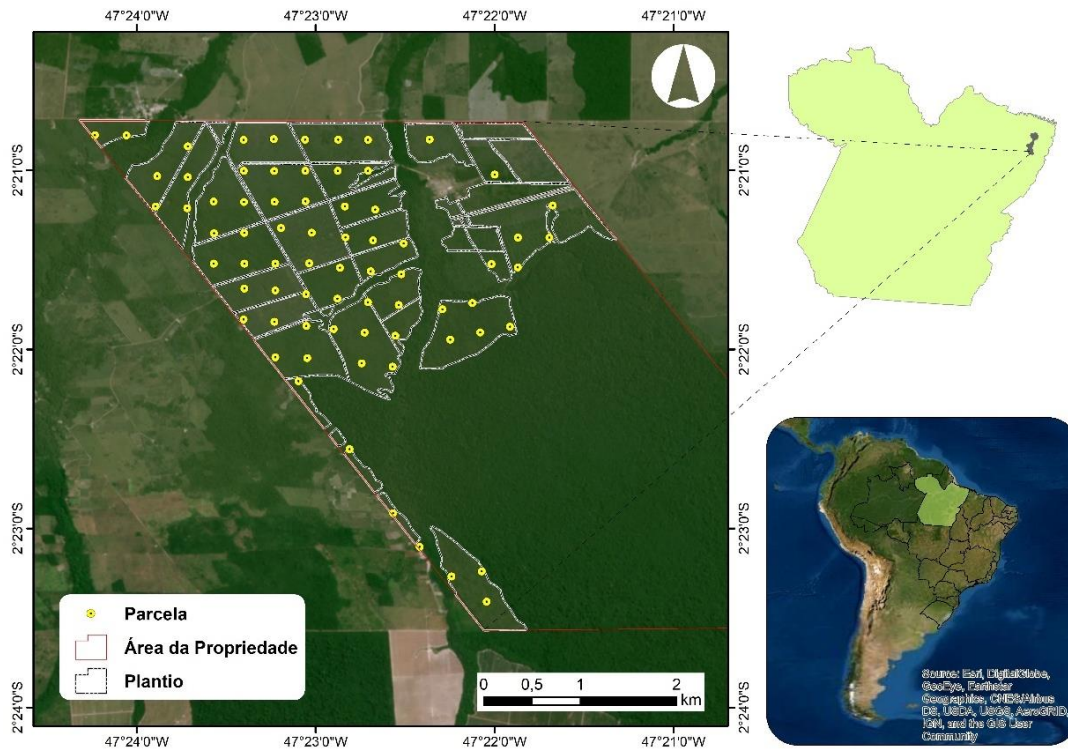 47°24'0"S 47°23'0"S 47°22'0"S 47°21'0"S
2°21'0"S 2°21'0"S
2°22'0"S 2°22'0"S
2°23'0"S 2°23'0"S
2°24'0"S 2°24'0"S
47°24'0"S 47°23'0"S 47°22'0"S 47°21'0"S
Parcela
Área da Propriedade
Plantio
0 0,5 1 2
km
Source: Esri, DigitalGlobe,
GeoEye, Earthstar
Geographics, CNES/Airbus
DS, USDA, USGS, AeroGRID,
IGN, and the GIS User
Community